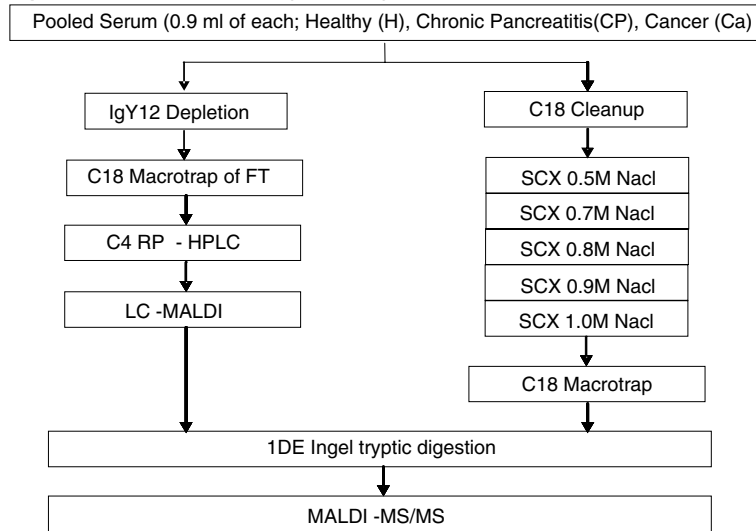 Pooled Serum (0.9 ml of each; Healthy (H), Chronic Pancreatitis(CP), Cancer (Ca)
IgY12 Depletion
C18 Macrotrap of FT
C4 RP - HPLC
LC -MALDI
C18 Cleanup
SCX 0.5M Nacl
SCX 0.7M Nacl
SCX 0.8M Nacl
SCX 0.9M Nacl
SCX 1.0M Nacl
C18 Macrotrap
1DE Ingel tryptic digestion
MALDI -MS/MS